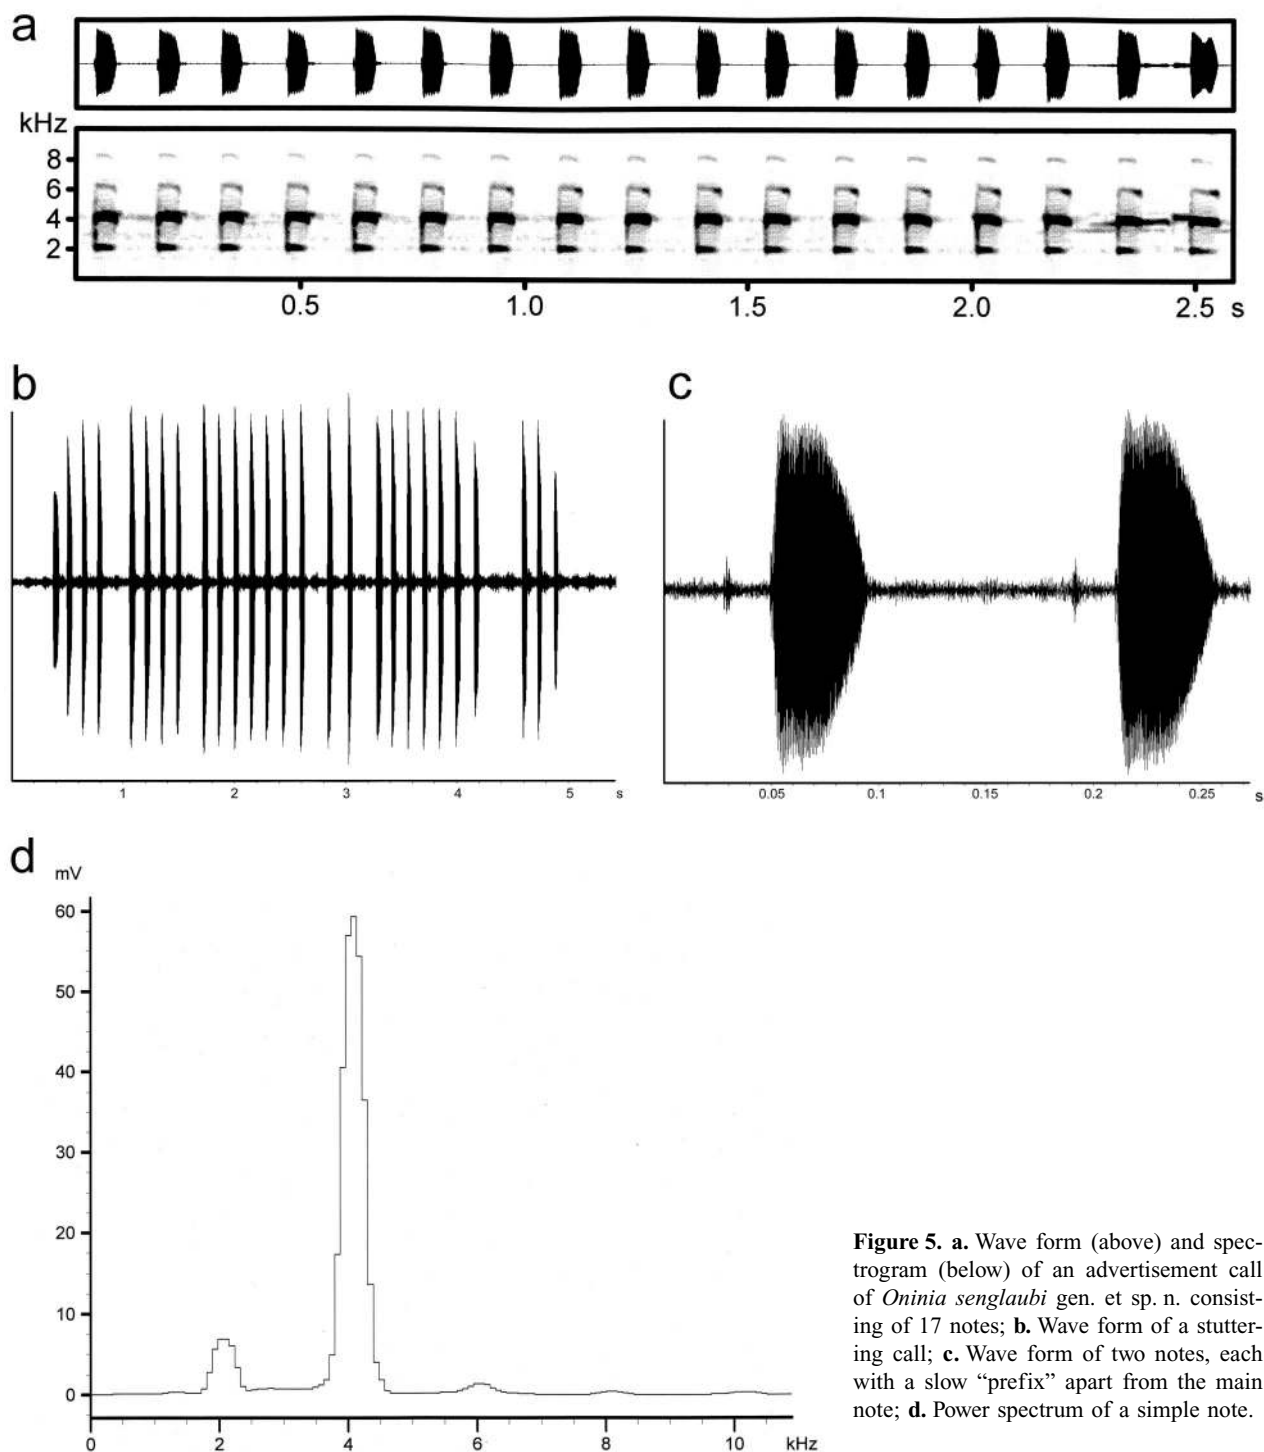 a
kHz
8
6
4
2
0.5 1.0 1.5 2.0 2.5 s
b
1 2 3 4 5 s
c
0.05 0.1 0.15 0.2 0.25 s
d
mV
60
50
40
30
20
10
0
0 2 4 6 8 10 kHz
Figure 5. a. Wave form (above) and spec-
trogram (below) of an advertisement call
of Oninia senglaubi gen. et sp. n. consist-
ing of 17 notes; b. Wave form of a stutter-
ing call; c. Wave form of two notes, each
with a slow “prefix” apart from the main
note; d. Power spectrum of a simple note.